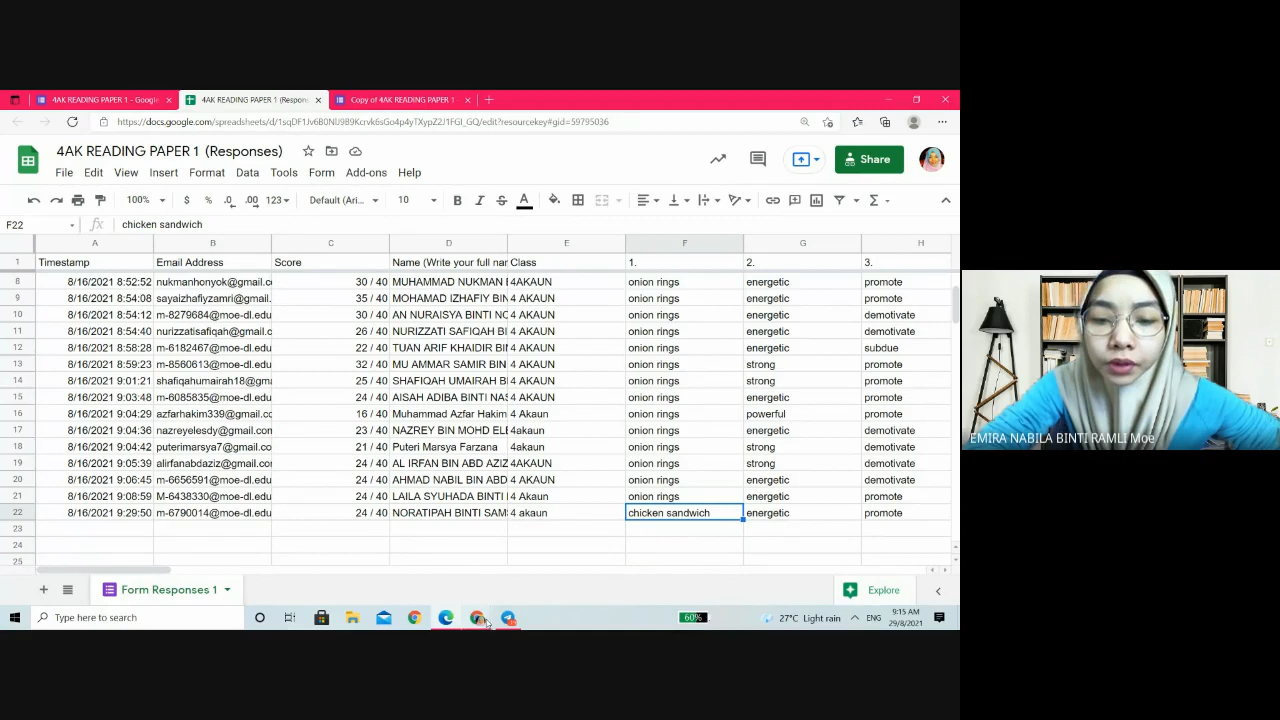 4AK READING PAPER 1 - Google
4AK READING PAPER 1 (Respon
Copy of 4AK READING PAPER 1 -
https://docs.google.com/spreadsheets/d/
4AK READING PAPER 1 (Responses)
Share
File Edit View Insert Format Data Tools Form Add-ons Help
100% $ % .0 .00 123 Default (Ari... 10 B I S A
F22 fx chicken sandwich
A B C D E F G H
1 Timestamp Email Address Score Name (Write your full nam Class 1. 2. 3.
8 8/16/2021 8:52:52 nukmanhonyok@gmail.c 30 / 40 MUHAMMAD NUKMAN 4AKAUN onion rings energetic promote
9 8/16/2021 8:54:08 sayaizhafiyzamri@gmail. 35 / 40 MOHAMAD IZHAFIY BIN 4 AKAUN onion rings energetic promote
10 8/16/2021 8:54:12 m-8279684@moe-dl.edu 30 / 40 AN NURAISYA BINTI NO 4 AKAUN onion rings energetic demotivate
11 8/16/2021 8:54:40 nurizzatisafiqah@gmail.c 26 / 40 NURIZZATI SAFIQAH BI 4 AKAUN onion rings energetic demotivate
12 8/16/2021 8:58:28 m-6182467@moe-dl.edu 22 / 40 TUAN ARIF KHAIDIR BI 4 AKAUN onion rings energetic subdue
13 8/16/2021 8:59:23 m-8560613@moe-dl.edu 32 / 40 MU AMMAR SAMIR BIN 4 AKAUN onion rings strong promote
14 8/16/2021 9:01:21 shafiqahumairah18@gma 25 / 40 SHAFIQAH UMAIRAH B 4 AKAUN onion rings strong promote
15 8/16/2021 9:03:48 m-6085835@moe-dl.edu 24 / 40 AISAH ADIBA BINTI NAS 4 AKAUN onion rings energetic promote
16 8/16/2021 9:04:29 azfarhakim339@gmail.co 16 / 40 Muhammad Azfar Hakim 4 Akaun onion rings powerful promote
17 8/16/2021 9:04:36 nazreyelesdy@gmail.com 23 / 40 NAZREY BIN MOHD EL 4akaun onion rings energetic demotivate
18 8/16/2021 9:04:42 puterimarsya7@gmail.co 21 / 40 Puteri Marsya Farzana 4akaun onion rings strong promote
19 8/16/2021 9:05:39 alirfanabdaziz@gmail.co 24 / 40 AL IRFAN BIN ABD AZIZ 4AKAUN onion rings strong demotivate
20 8/16/2021 9:06:45 m-6656591@moe-dl.edu 24 / 40 AHMAD NABIL BIN ABD 4 AKAUN onion rings energetic demotivate
21 8/16/2021 9:08:59 M-6438330@moe-dl.edu 24 / 40 LAILA SYUHADA BINTI 4 Akaun onion rings energetic promote
22 8/16/2021 9:29:50 m-6790014@moe-dl.edu 24 / 40 NORATIPAH BINTI SAM 4 akaun chicken sandwich energetic promote
23
24
25
Form Responses 1
Explore
Type here to search
60%
27°C Light rain
ENG
9:15 AM
29/8/2021
EMIRA NABILA BINTI RAMLI Moe